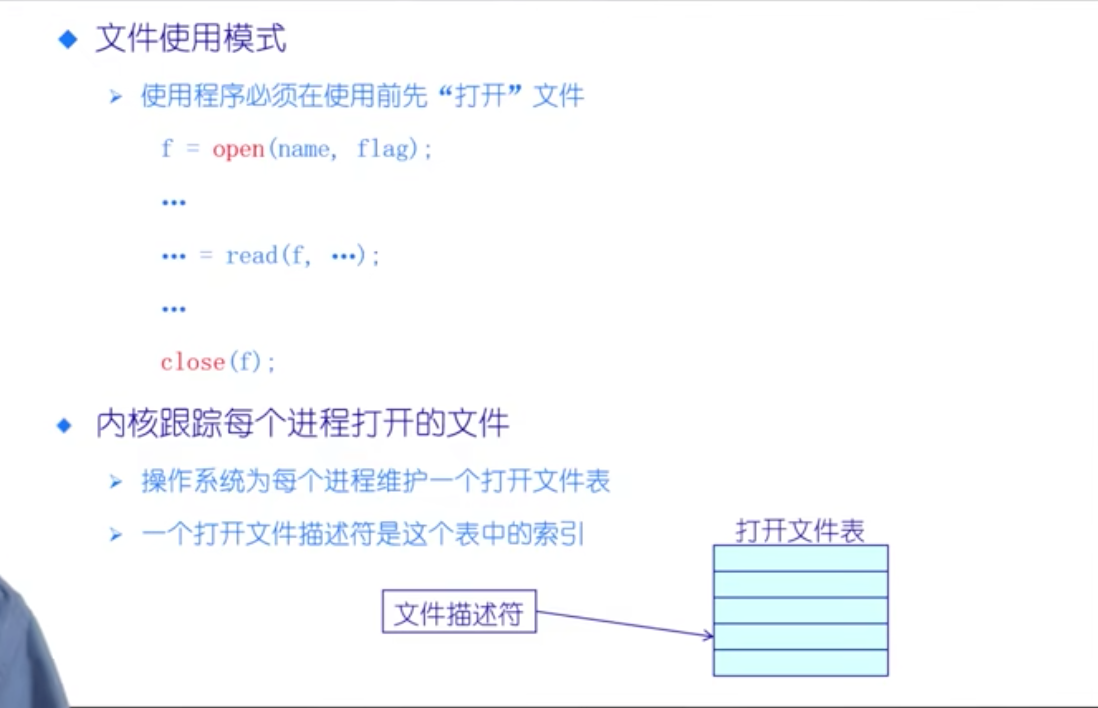 文件使用模式
使用程序必须在使用前先“打开”文件
f = open(name, flag);
…
… = read(f, …);
…
close(f);
内核跟踪每个进程打开的文件
操作系统为每个进程维护一个打开文件表
一个打开文件描述符是这个表中的索引
打开文件表
文件描述符